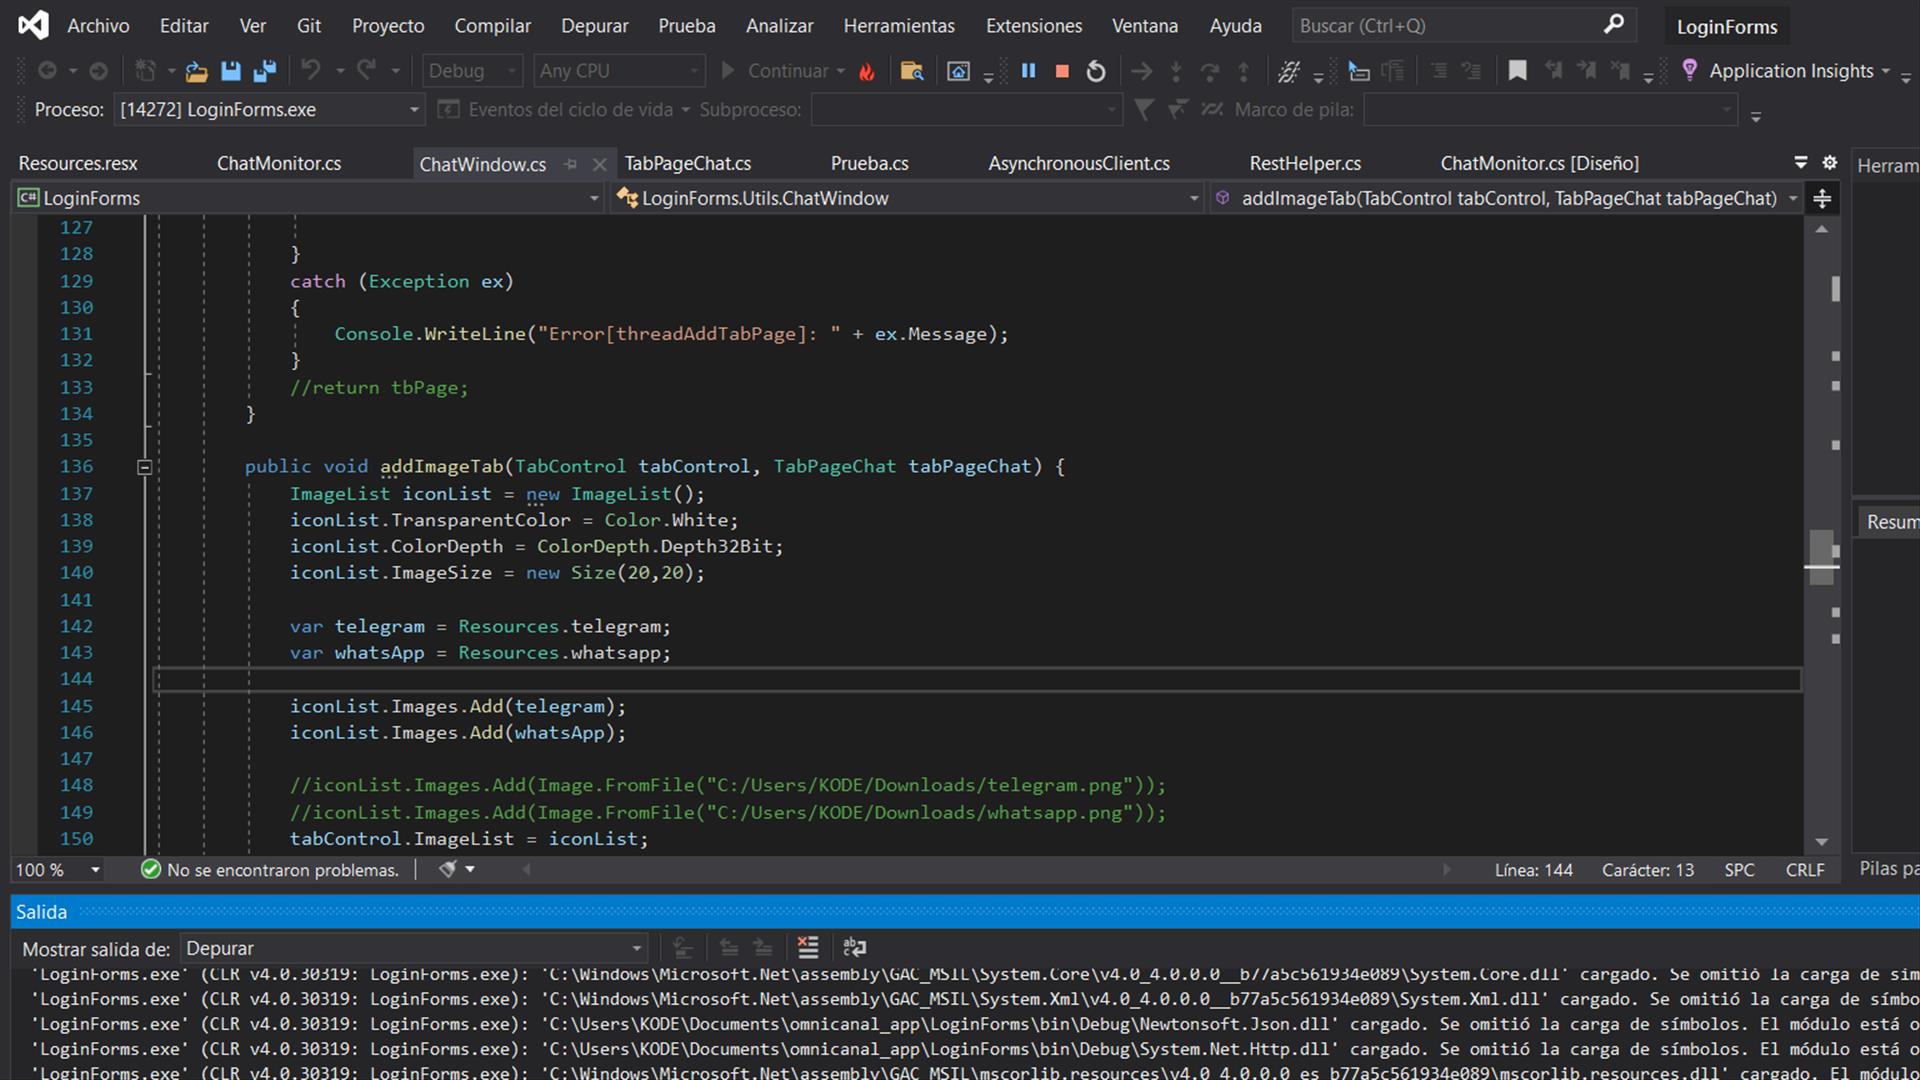 Archivo Editar Ver Git Proyecto Compilar Depurar Prueba Analizar Herramientas Extensiones Ventana Ayuda Buscar (Ctrl+Q) LoginForms
Debug Any CPU Continuar Application Insights
Proceso: [14272] LoginForms.exe Eventos del ciclo de vida Subproceso: Marco de pila:
Resources.resx ChatMonitor.cs ChatWindow.cs TabPageChat.cs Prueba.cs AsynchronousClient.cs RestHelper.cs ChatMonitor.cs [Diseño] Herram
C# LoginForms LoginForms.Utils.ChatWindow addImageTab(TabControl tabControl, TabPageChat tabPageChat)
127
128 }
129 catch (Exception ex)
130 {
131 Console.WriteLine("Error[threadAddTabPage]: " + ex.Message);
132 }
133 //return tbPage;
134 }
135
136 public void addImageTab(TabControl tabControl, TabPageChat tabPageChat) {
137 ImageList iconList = new ImageList();
138 iconList.TransparentColor = Color.White;
139 iconList.ColorDepth = ColorDepth.Depth32Bit;
140 iconList.ImageSize = new Size(20,20);
141
142 var telegram = Resources.telegram;
143 var whatsApp = Resources.whatsapp;
144
145 iconList.Images.Add(telegram);
146 iconList.Images.Add(whatsApp);
147
148 //iconList.Images.Add(Image.FromFile("C:/Users/KODE/Downloads/telegram.png"));
149 //iconList.Images.Add(Image.FromFile("C:/Users/KODE/Downloads/whatsapp.png"));
150 tabControl.ImageList = iconList;
Resum
100 % No se encontraron problemas. Línea: 144 Carácter: 13 SPC CRLF Pilas pa
Salida
Mostrar salida de: Depurar
'LoginForms.exe' (CLR v4.0.30319: LoginForms.exe): 'C:\Windows\Microsoft.Net\assembly\GAC_MSIL\System.Core\v4.0_4.0.0.0__b77a5c561934e089\System.Core.dll' cargado. Se omitió la carga de sím
'LoginForms.exe' (CLR v4.0.30319: LoginForms.exe): 'C:\Windows\Microsoft.Net\assembly\GAC_MSIL\System.Xml\v4.0_4.0.0.0__b77a5c561934e089\System.Xml.dll' cargado. Se omitió la carga de símbo
'LoginForms.exe' (CLR v4.0.30319: LoginForms.exe): 'C:\Users\KODE\Documents\omnicanal_app\LoginForms\bin\Debug\Newtonsoft.Json.dll' cargado. Se omitió la carga de símbolos. El módulo está o
'LoginForms.exe' (CLR v4.0.30319: LoginForms.exe): 'C:\Users\KODE\Documents\omnicanal_app\LoginForms\bin\Debug\System.Net.Http.dll' cargado. Se omitió la carga de símbolos. El módulo está o
'LoginForms.exe' (CLR v4.0.30319: LoginForms.exe): 'C:\Windows\Microsoft.Net\assembly\GAC_MSIL\mscorlib.resources\v4.0_4.0.0.0_es_b77a5c561934e089\mscorlib.resources.dll' cargado. El módulo